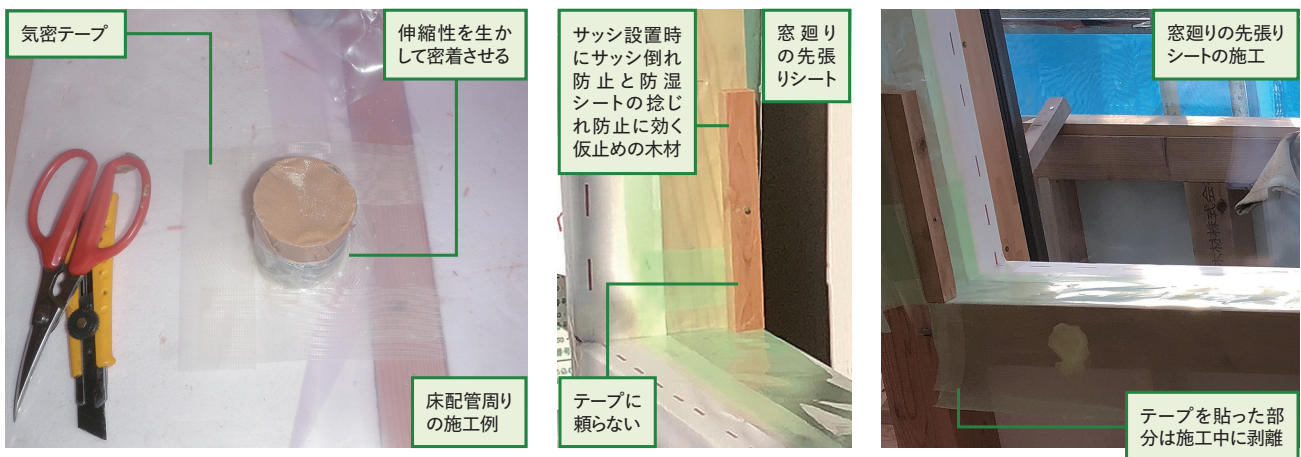 気密テープ
伸縮性を生か
して密着させる
床配管周り
の施工例
サッシ設置時
にサッシ倒れ
防止と防湿
シートの捻じ
れ防止に効く
仮止めの木材
窓廻り
の先張
りシート
テープに
頼らない
窓廻りの先張り
シートの施工
木材株式会
テープを貼った部
分は施工中に剥離